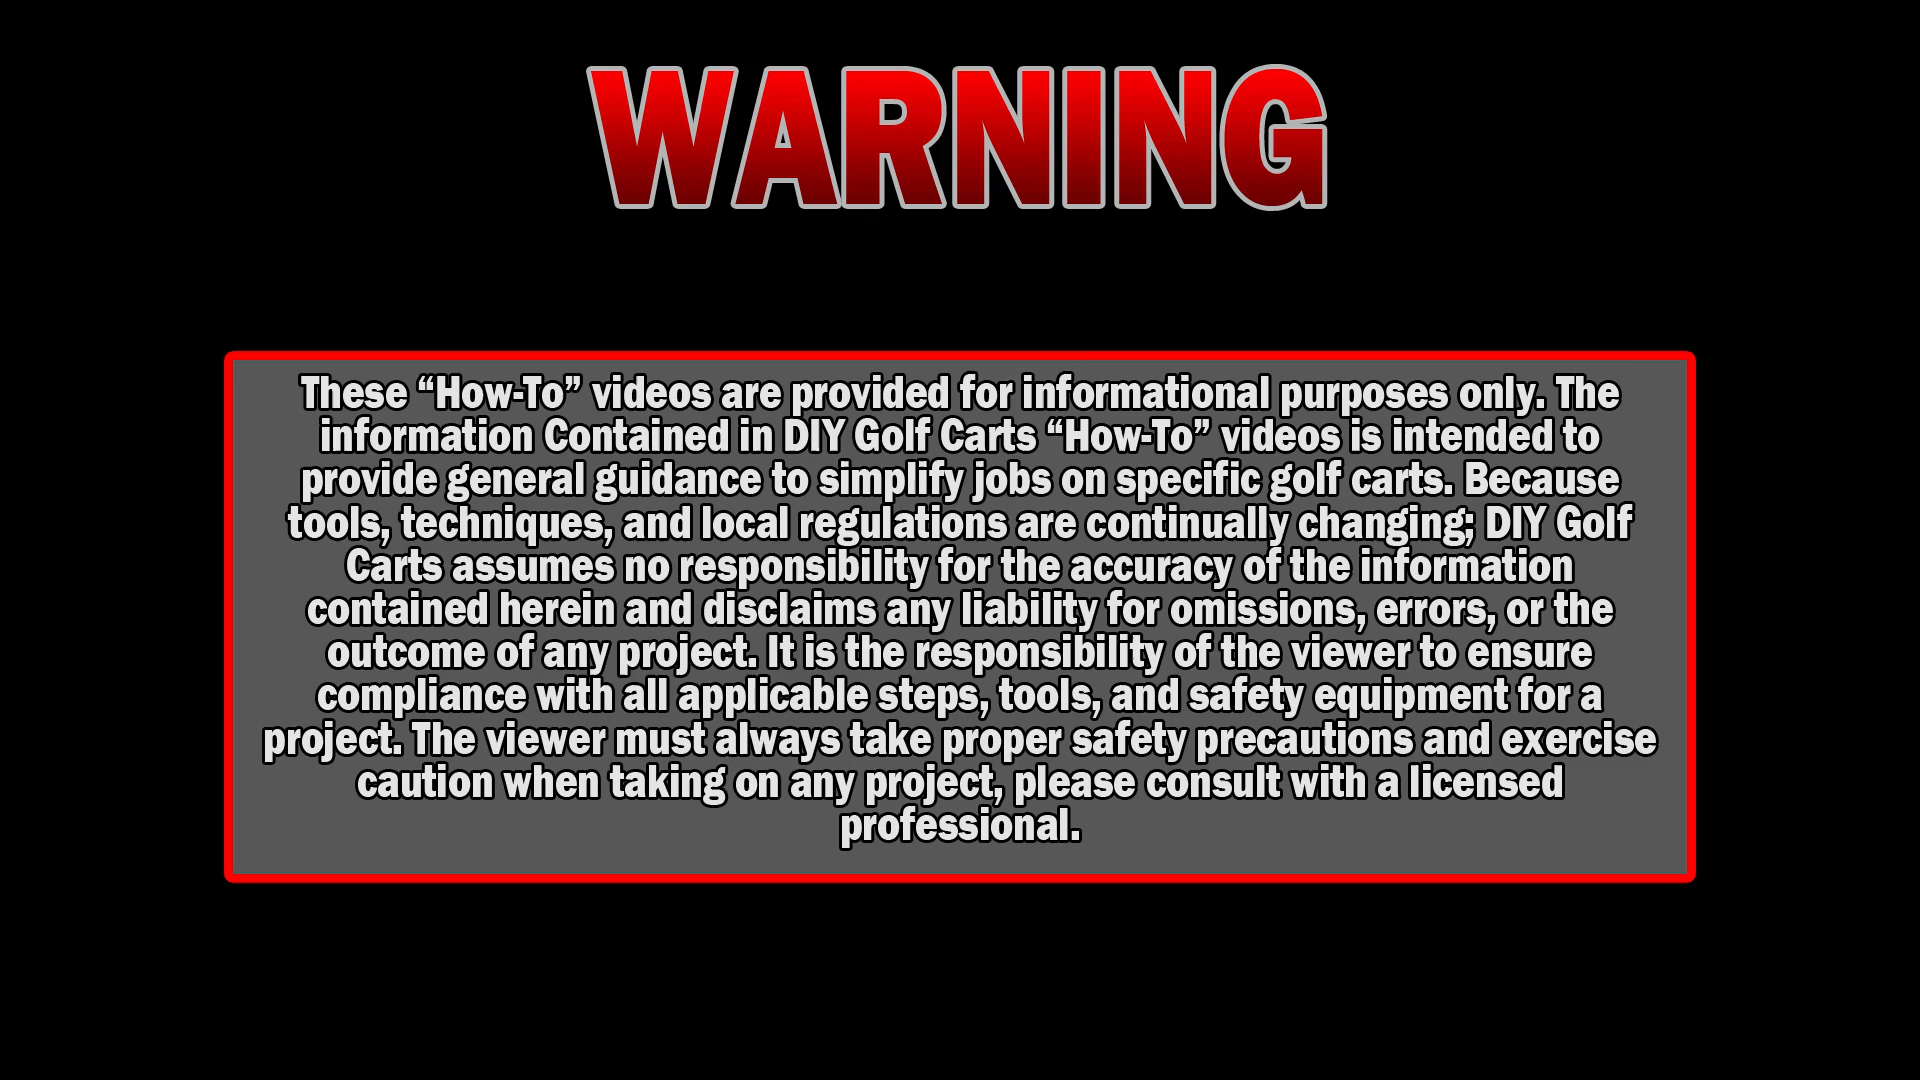 WARNING
These “How-To” videos are provided for informational purposes only. The
information Contained in DIY Golf Carts “How-To” videos is intended to
provide general guidance to simplify jobs on specific golf carts. Because
tools, techniques, and local regulations are continually changing; DIY Golf
Carts assumes no responsibility for the accuracy of the information
contained herein and disclaims any liability for omissions, errors, or the
outcome of any project. It is the responsibility of the viewer to ensure
compliance with all applicable steps, tools, and safety equipment for a
project. The viewer must always take proper safety precautions and exercise
caution when taking on any project, please consult with a licensed
professional.